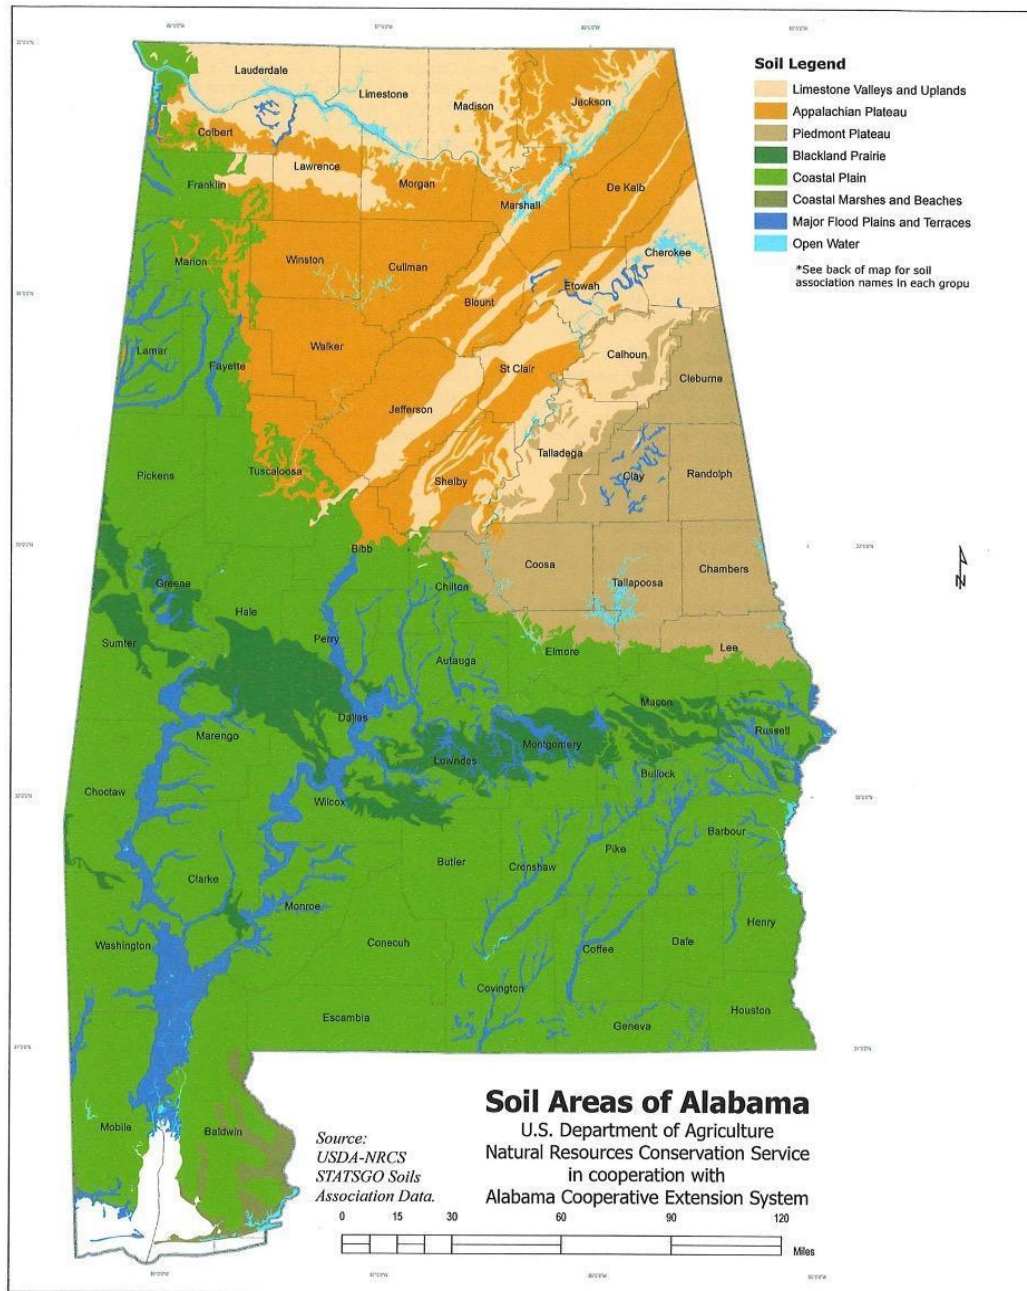 Soil Legend
Limestone Valleys and Uplands
Appalachian Plateau
Piedmont Plateau
Blackland Prairie
Coastal Plain
Coastal Marshes and Beaches
Major Flood Plains and Terraces
Open Water
*See back of map for soil
association names in each gropu
Lauderdale
Limestone
Madison
Jackson
Colbert
Lawrence
Franklin
Morgan
Marshall
De Kalb
Marion
Winston
Cullman
Cherokee
Etowah
Blount
Lamar
Fayette
Walker
St Clair
Calhoun
Cleburne
Jefferson
Pickens
Tuscaloosa
Shelby
Talladega
Clay
Randolph
Bibb
Greene
Hale
Chilton
Coosa
Tallapoosa
Chambers
Sumter
Perry
Autauga
Elmore
Lee
Marengo
Dallas
Lowndes
Montgomery
Macon
Russell
Bullock
Choctaw
Wilcox
Butler
Crenshaw
Pike
Barbour
Clarke
Monroe
Washington
Conecuh
Coffee
Dale
Henry
Escambia
Covington
Geneva
Houston
Mobile
Baldwin
N
Soil Areas of Alabama
U.S. Department of Agriculture
Natural Resources Conservation Service
in cooperation with
Alabama Cooperative Extension System
Source:
USDA-NRCS
STATSGO Soils
Association Data.
0 15 30 60 90 120
Miles